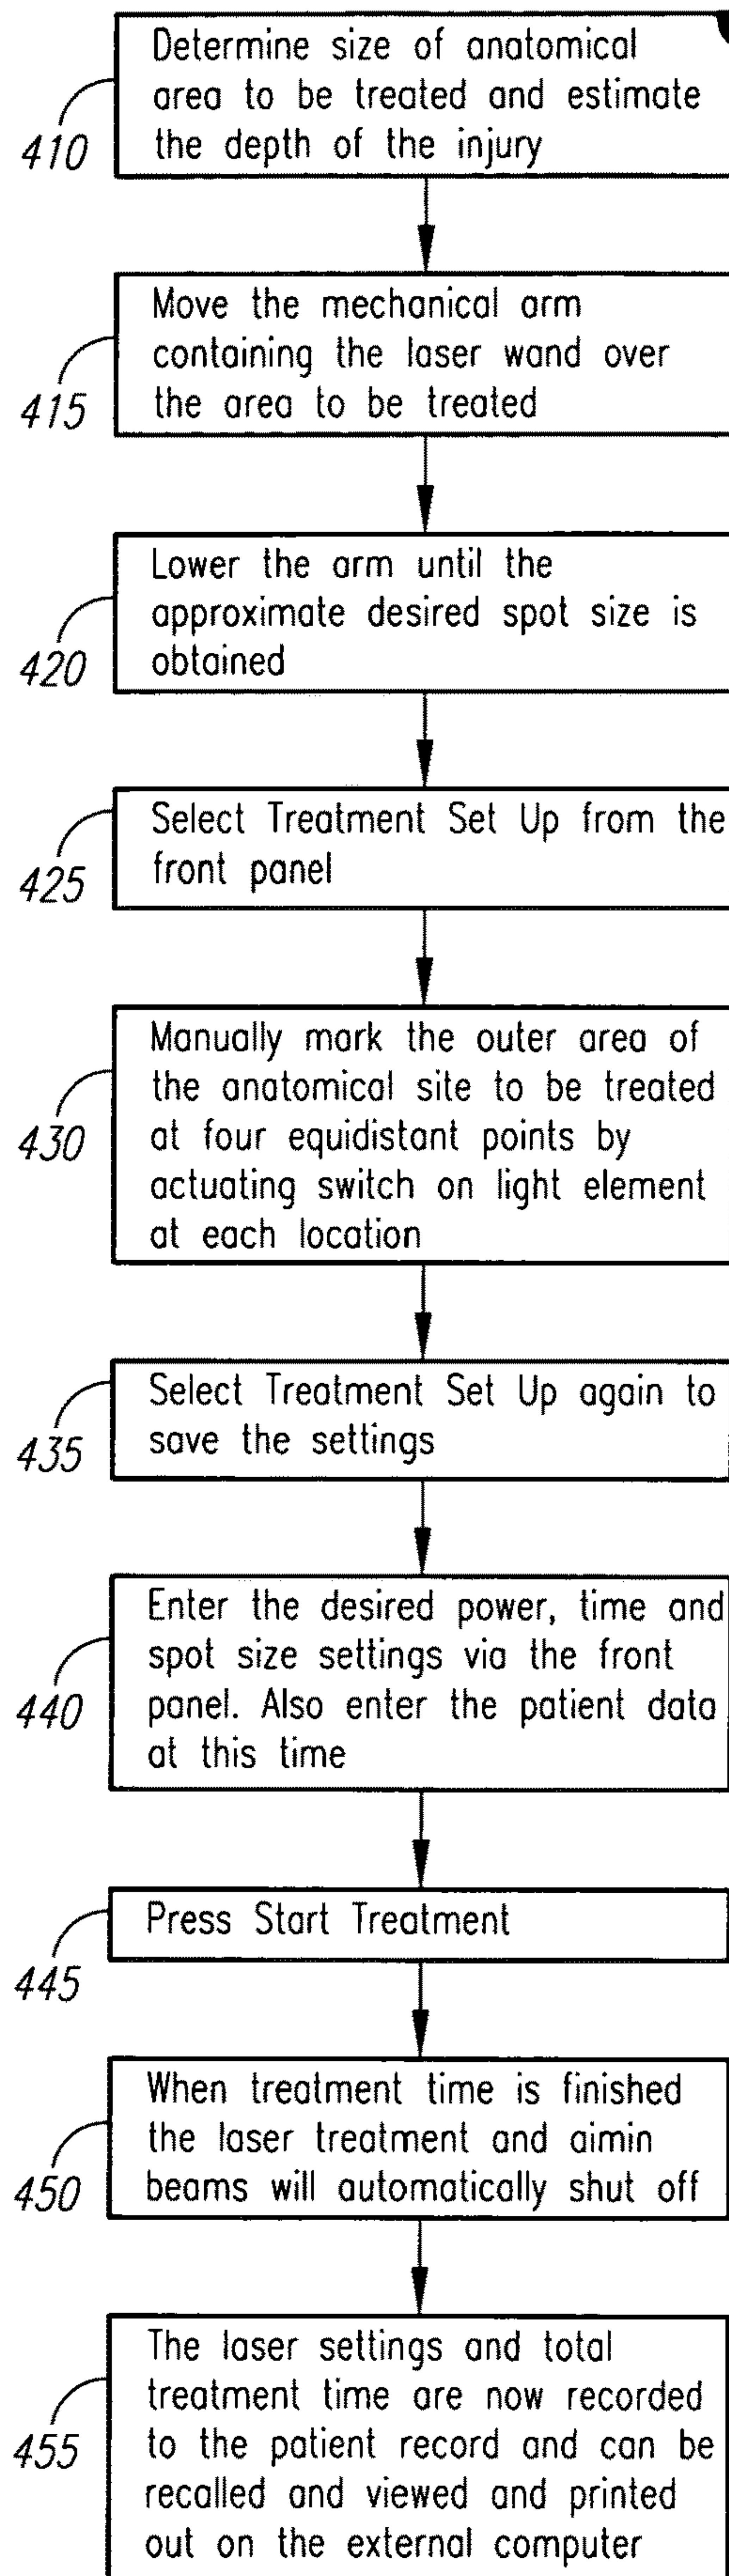 Determine size of anatomical
area to be treated and estimate
the depth of the injury
410
Move the mechanical arm
containing the laser wand over
the area to be treated
415
Lower the arm until the
approximate desired spot size is
obtained
420
Select Treatment Set Up from the
front panel
425
Manually mark the outer area of
the anatomical site to be treated
at four equidistant points by
actuating switch on light element
at each location
430
Select Treatment Set Up again to
save the settings
435
Enter the desired power, time and
spot size settings via the front
panel. Also enter the patient data
at this time
440
Press Start Treatment
445
When treatment time is finished
the laser treatment and aimin
beams will automatically shut off
450
The laser settings and total
treatment time are now recorded
to the patient record and can be
recalled and viewed and printed
out on the external computer
455